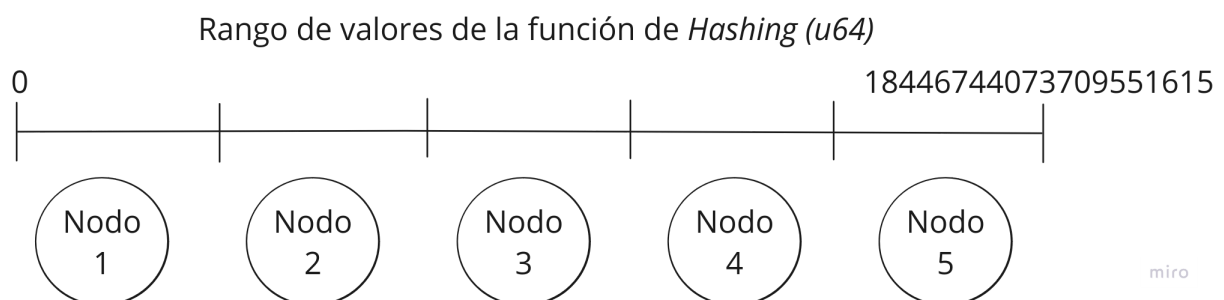 Rango de valores de la función de Hashing (u64)
0
18446744073709551615
Nodo
1
Nodo
2
Nodo
3
Nodo
4
Nodo
5
miro